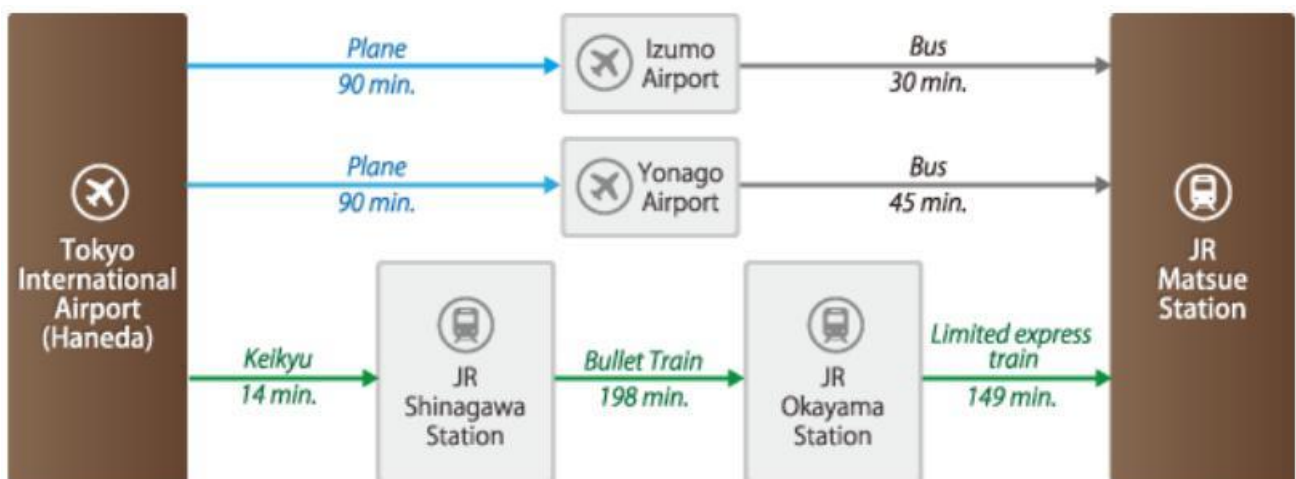 Tokyo
International
Airport
(Haneda)
Plane
90 min.
Izumo
Airport
Bus
30 min.
Plane
90 min.
Yonago
Airport
Bus
45 min.
Keikyu
14 min.
JR
Shinagawa
Station
Bullet Train
198 min.
JR
Okayama
Station
Limited express
train
149 min.
JR
Matsue
Station